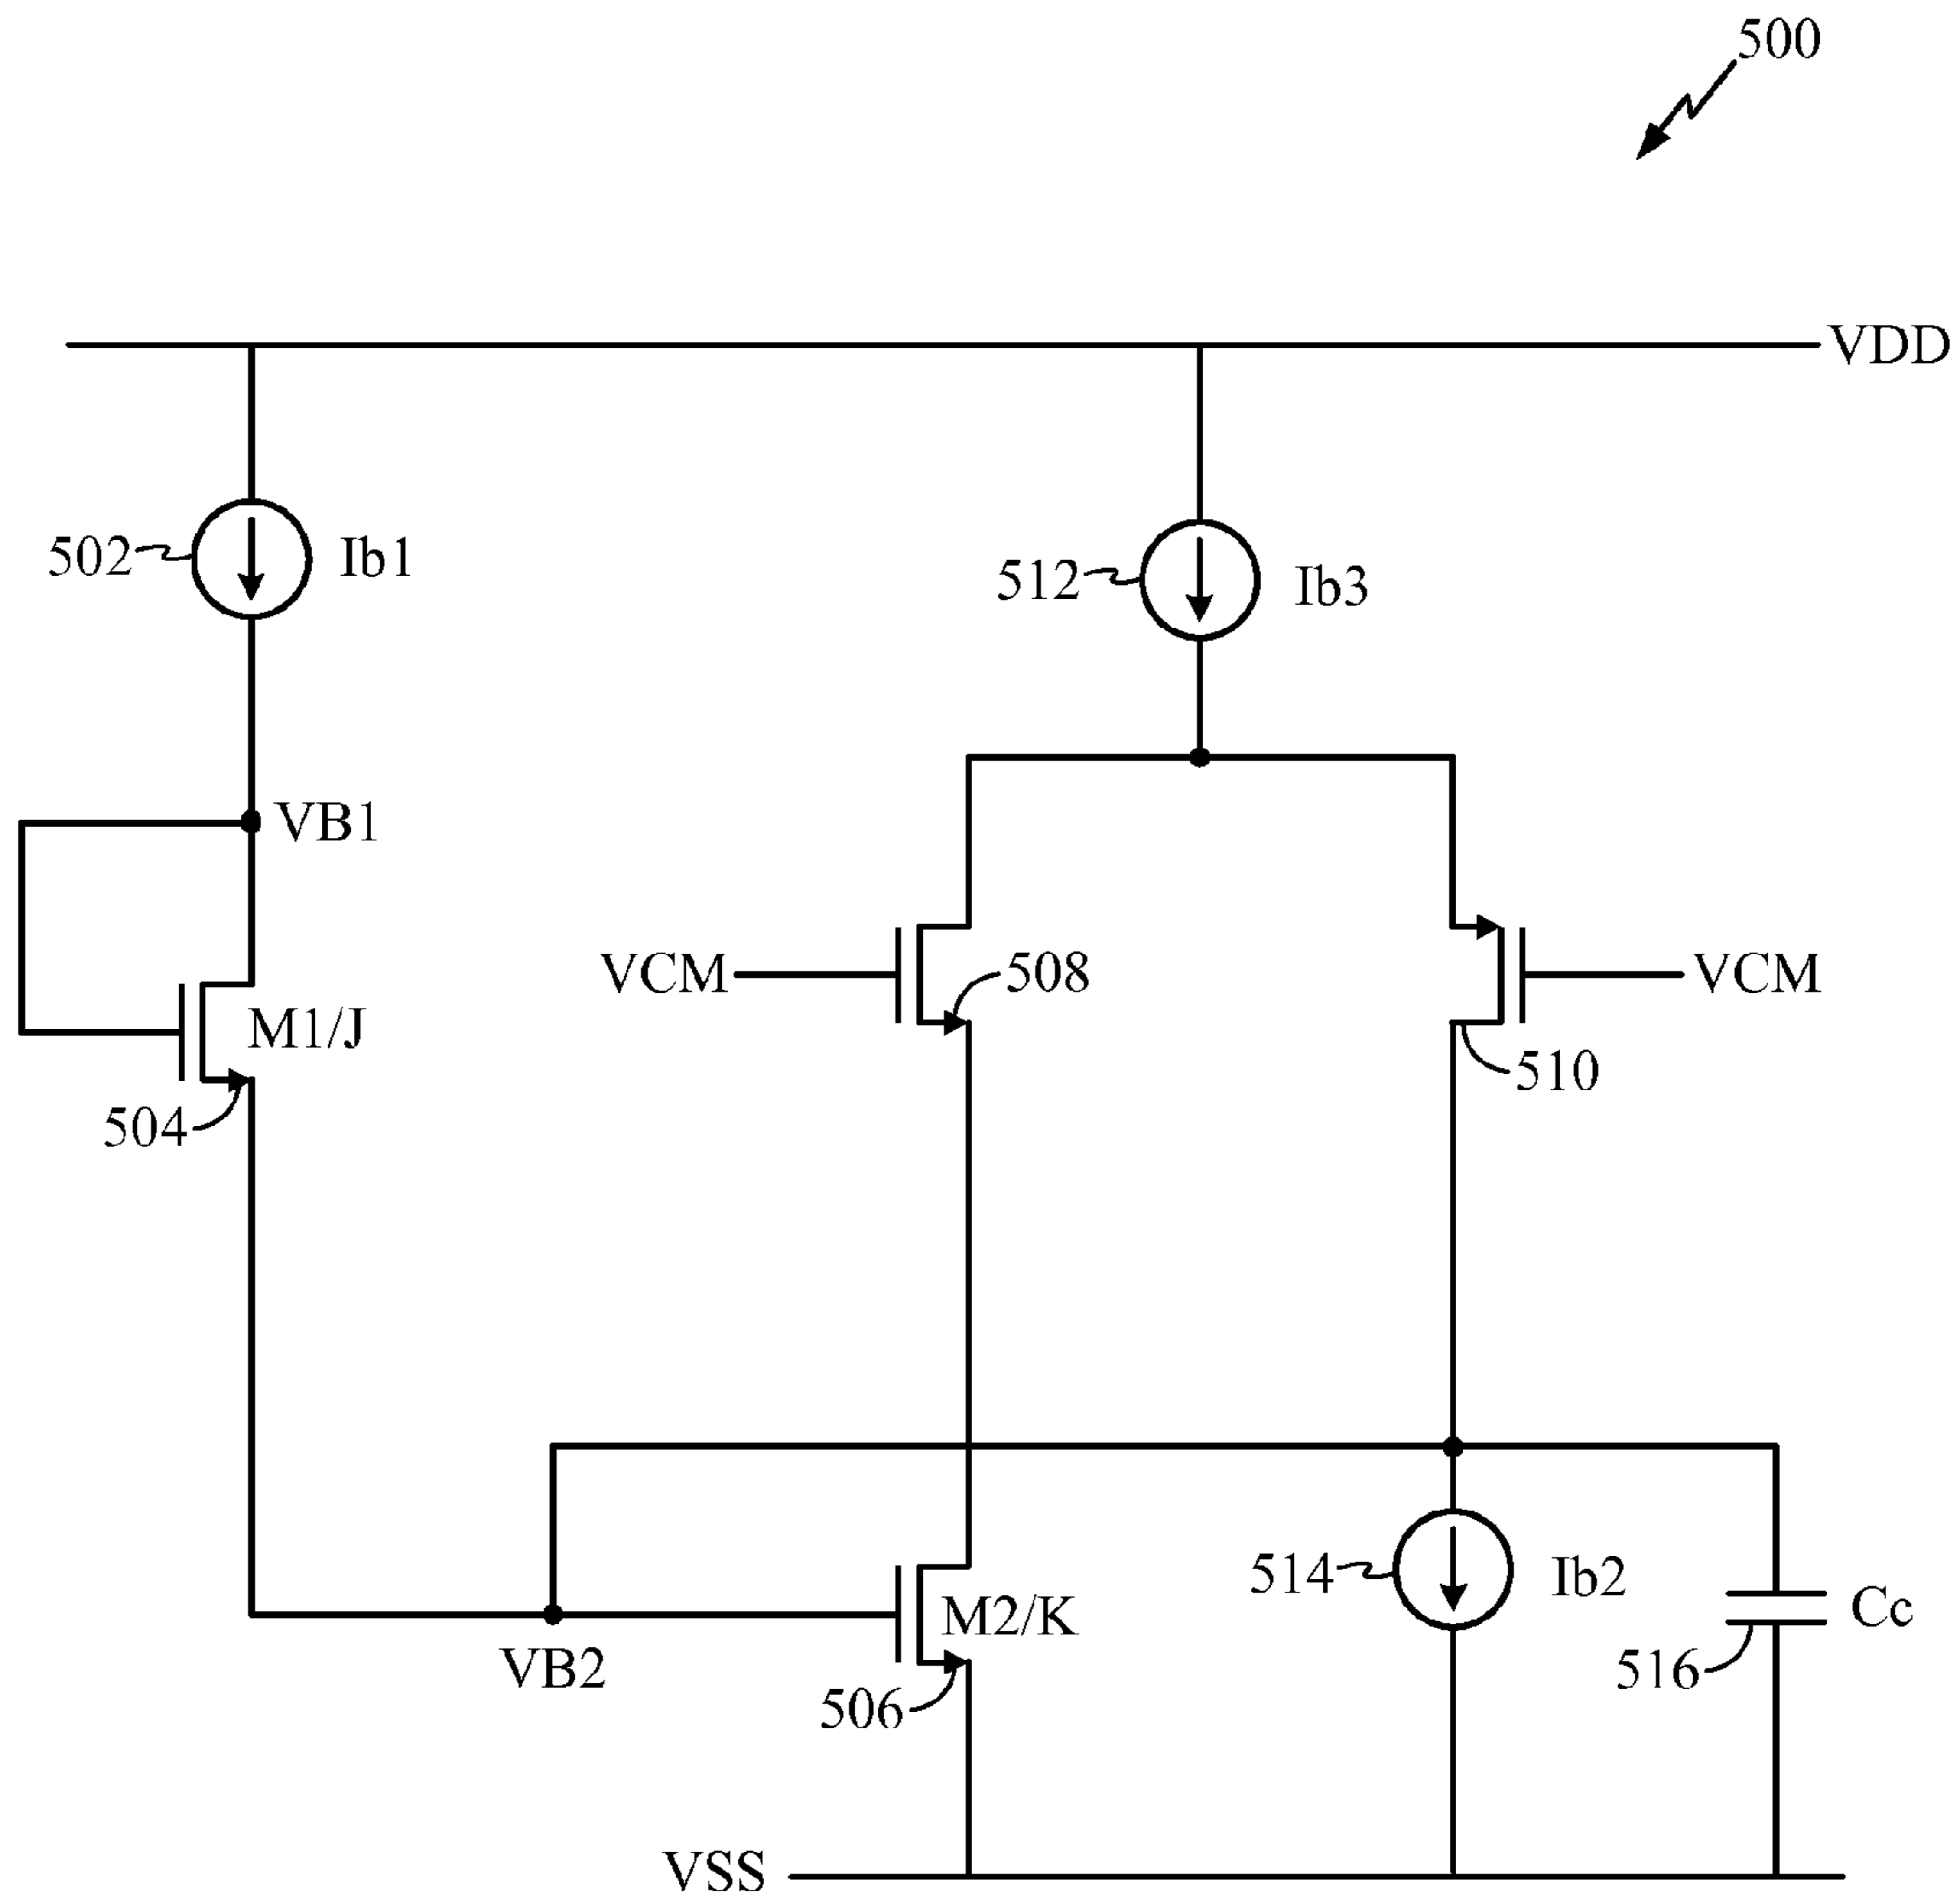 500
VDD
502
Ib1
512
Ib3
VB1
VCM
508
VCM
M1/J
510
504
514
Ib2
M2/K
Cc
VB2
516
506
VSS